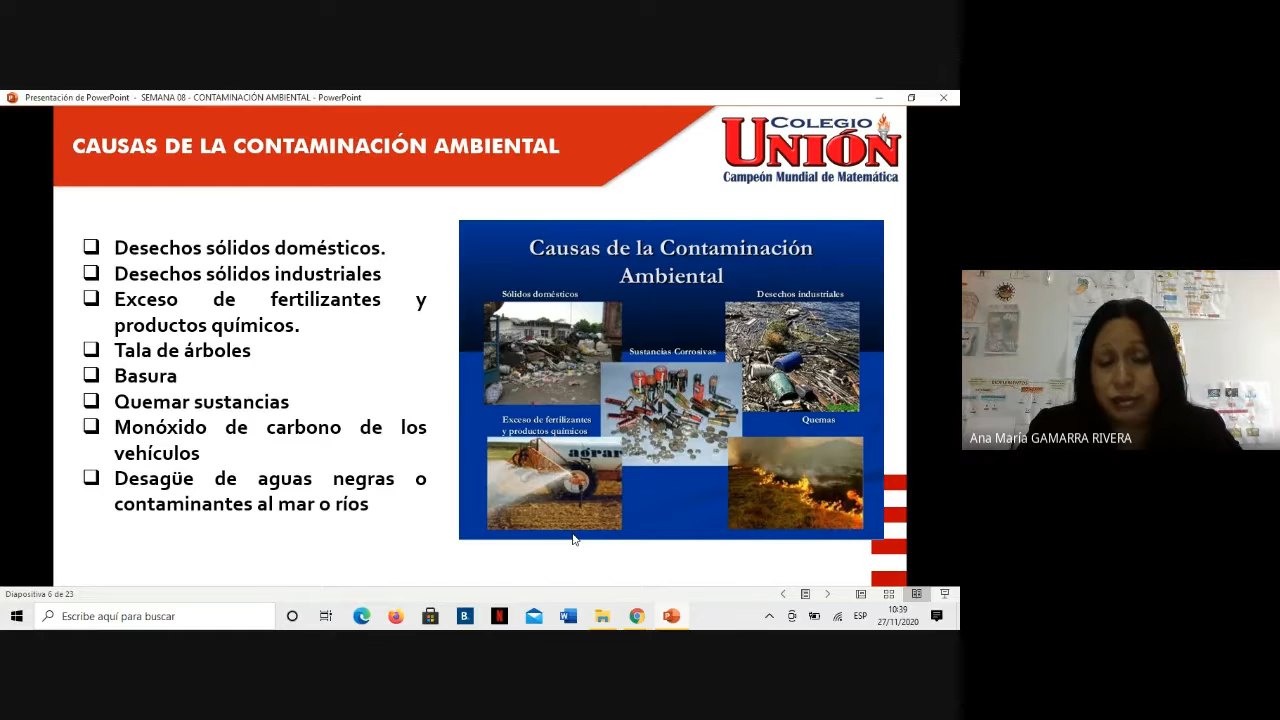 Presentación de PowerPoint - SEMANA 08 - CONTAMINACIÓN AMBIENTAL - PowerPoint
CAUSAS DE LA CONTAMINACIÓN AMBIENTAL
COLEGIO
UNIÓN
Campeón Mundial de Matemática
Desechos sólidos domésticos.
Desechos sólidos industriales
Exceso de fertilizantes y
productos químicos.
Tala de árboles
Basura
Quemar sustancias
Monóxido de carbono de los
vehículos
Desagüe de aguas negras o
contaminantes al mar o ríos
Causas de la Contaminación
Ambiental
Sólidos domésticos
Desechos industriales
Sustancias Corrosivas
Exceso de fertilizantes
y productos químicos
Quemas
agrar
Ana María GAMARRA RIVERA
Diapositiva 6 de 23
Escribe aquí para buscar
B.
N
ESP
10:39
27/11/2020